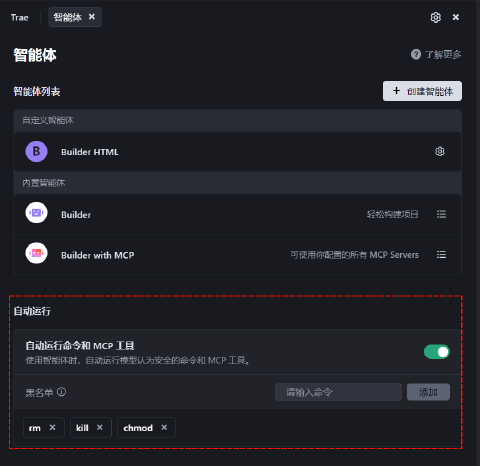 Trae 智能体
智能体
了解更多
智能体列表
+ 创建智能体
自定义智能体
B Builder HTML
内置智能体
Builder 轻松构建项目
Builder with MCP 可使用你配置的所有 MCP Servers
自动运行
自动运行命令和 MCP 工具
使用智能体时，自动运行模型认为安全的命令和 MCP 工具。
黑名单 请输入命令 添加
rm kill chmod